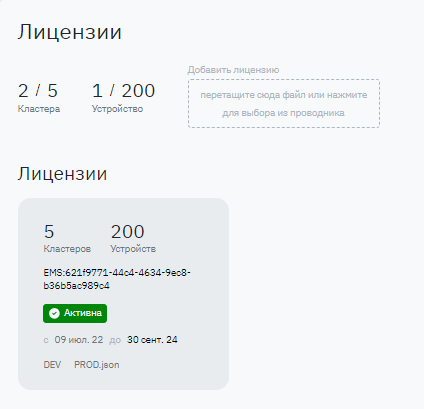 Лицензии
2 / 5
Кластера
1 / 200
Устройство
Добавить лицензию
перетащите сюда файл или нажмите
для выбора из проводника
Лицензии
5
Кластеров
200
Устройств
EMS:621f9771-44c4-4634-9ec8-
b36b5ac989c4
Активна
с 09 июл. 22 до 30 сент. 24
DEV PROD.json